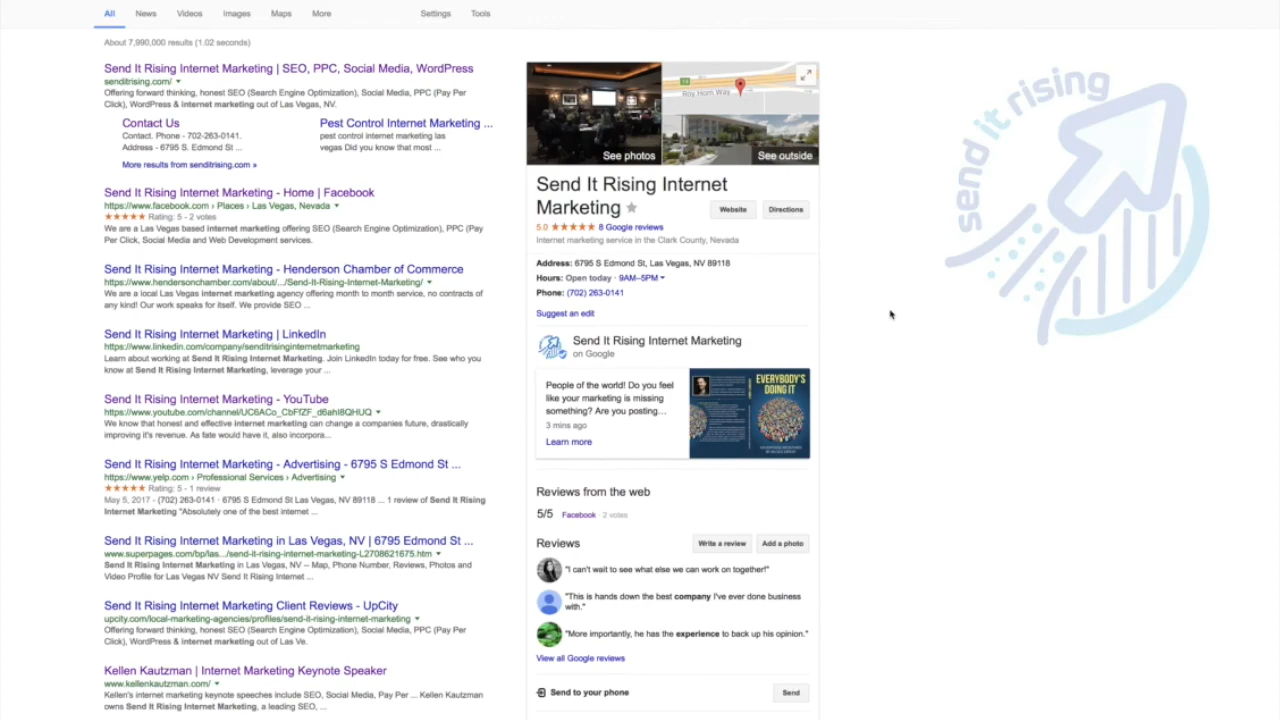 All News Videos Images Maps More Settings Tools
About 7,990,000 results (1.02 seconds)
Send It Rising Internet Marketing | SEO, PPC, Social Media, WordPress
senditrising.com/
Offering forward thinking, honest SEO (Search Engine Optimization), Social Media, PPC (Pay Per
Click), WordPress & internet marketing out of Las Vegas, NV.
Contact Us
Contact. Phone - 702-263-0141.
Address - 6795 S. Edmond St ...
Pest Control Internet Marketing ...
pest control internet marketing las
vegas Did you know that most ...
More results from senditrising.com »
Send It Rising Internet Marketing - Home | Facebook
https://www.facebook.com › Places › Las Vegas, Nevada
Rating: 5 - 2 votes
We are a Las Vegas based internet marketing offering SEO (Search Engine Optimization), PPC (Pay
Per Click, Social Media and Web Development services.
Send It Rising Internet Marketing - Henderson Chamber of Commerce
https://www.hendersonchamber.com/about/.../Send-It-Rising-Internet-Marketing/
We are a local Las Vegas internet marketing agency offering month to month service, no contracts of
any kind! Our work speaks for itself. We provide SEO ...
Send It Rising Internet Marketing | LinkedIn
https://www.linkedin.com/company/senditrisinginternetmarketing
Learn about working at Send It Rising Internet Marketing. Join LinkedIn today for free. See who you
know at Send It Rising Internet Marketing, leverage your ...
Send It Rising Internet Marketing - YouTube
https://www.youtube.com/channel/UC6ACo_CbFfZF_d6ahI8QHUQ
We know that honest and effective internet marketing can change a companies future, drastically
improving it's revenue. As fate would have it, also incorpora...
Send It Rising Internet Marketing - Advertising - 6795 S Edmond St ...
https://www.yelp.com › Professional Services › Advertising
Rating: 5 - 1 review
May 5, 2017 - (702) 263-0141 · 6795 S Edmond St Las Vegas, NV 89118 ... 1 review of Send It Rising
Internet Marketing "Absolutely one of the best internet ...
Send It Rising Internet Marketing in Las Vegas, NV | 6795 Edmond St ...
www.superpages.com/bp/las.../send-it-rising-internet-marketing-L2708621675.htm
Send It Rising Internet Marketing in Las Vegas, NV -- Map, Phone Number, Reviews, Photos and
Video Profile for Las Vegas NV Send It Rising Internet ...
Send It Rising Internet Marketing Client Reviews - UpCity
upcity.com/local-marketing-agencies/profiles/send-it-rising-internet-marketing
Offering forward thinking, honest SEO (Search Engine Optimization), Social Media, PPC (Pay Per
Click), WordPress & internet marketing out of Las Ve.
Kellen Kautzman | Internet Marketing Keynote Speaker
www.kellenkautzman.com/
Kellen's internet marketing keynote speeches include SEO, Social Media, Pay Per ... Kellen Kautzman
owns Send It Rising Internet Marketing, a leading SEO, ...
Roy Horn Way
See photos
See outside
Send It Rising Internet
Marketing
Website
Directions
5.0 8 Google reviews
Internet marketing service in the Clark County, Nevada
Address: 6795 S Edmond St, Las Vegas, NV 89118
Hours: Open today · 9AM–5PM
Phone: (702) 263-0141
Suggest an edit
Send It Rising Internet Marketing
on Google
People of the world! Do you feel
like your marketing is missing
something? Are you posting...
3 mins ago
Learn more
EVERYBODY'S
DOING IT
Reviews from the web
5/5 Facebook · 2 votes
Reviews
Write a review
Add a photo
"I can't wait to see what else we can work on together!"
"This is hands down the best company I've ever done business
with."
"More importantly, he has the experience to back up his opinion."
View all Google reviews
Send to your phone
Send
send it rising